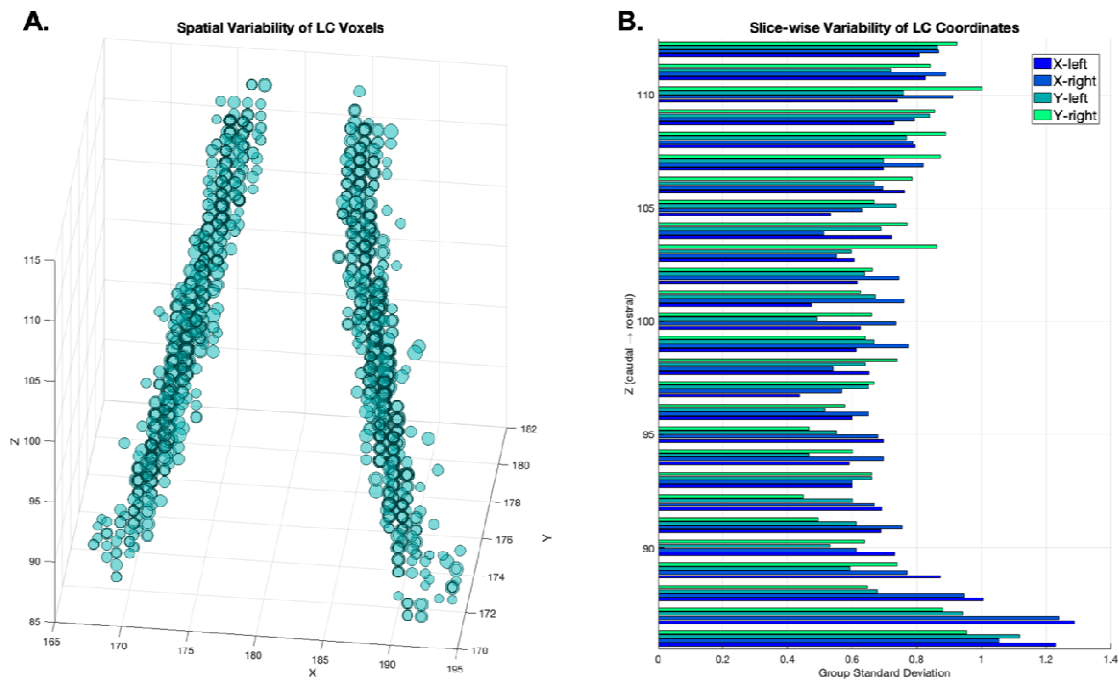 A.
Spatial Variability of LC Voxels
115
110
105
100
95
90
85
Z
165
170
180
185
190
195
X
170
172
174
176
178
180
182
Y
B.
Slice-wise Variability of LC Coordinates
X-left
X-right
Y-left
Y-right
110
105
100
95
90
Z (caudal → rostral)
0
0.2
0.4
0.6
0.8
1
1.2
1.4
Group Standard Deviation